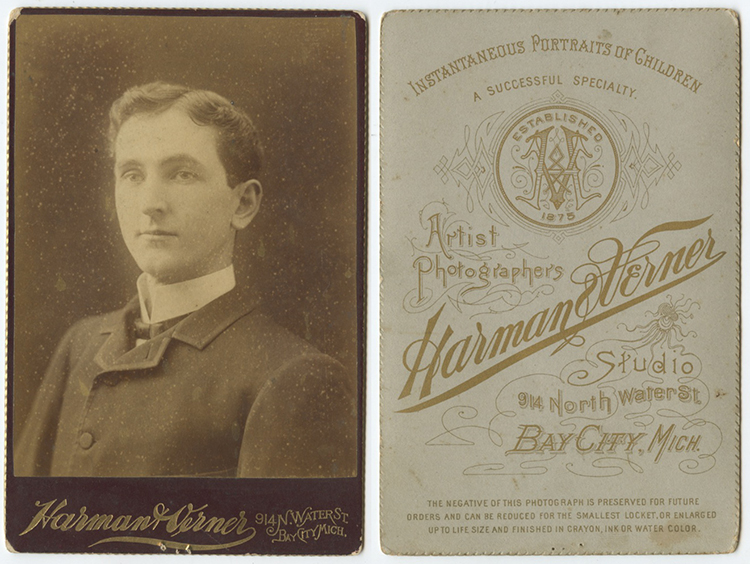 Harman & Verner 914 N. Water St.
Bay City Mich.
Instantaneous Portraits of Children
A SUCCESSFUL SPECIALTY.
ESTABLISHED
HV
1875
Artist
Photographers
Harman & Verner
Studio
914 North Water St.
Bay City, Mich.
THE NEGATIVE OF THIS PHOTOGRAPH IS PRESERVED FOR FUTURE
ORDERS AND CAN BE REDUCED FOR THE SMALLEST LOCKET, OR ENLARGED
UP TO LIFE SIZE AND FINISHED IN CRAYON, INK OR WATER COLOR.